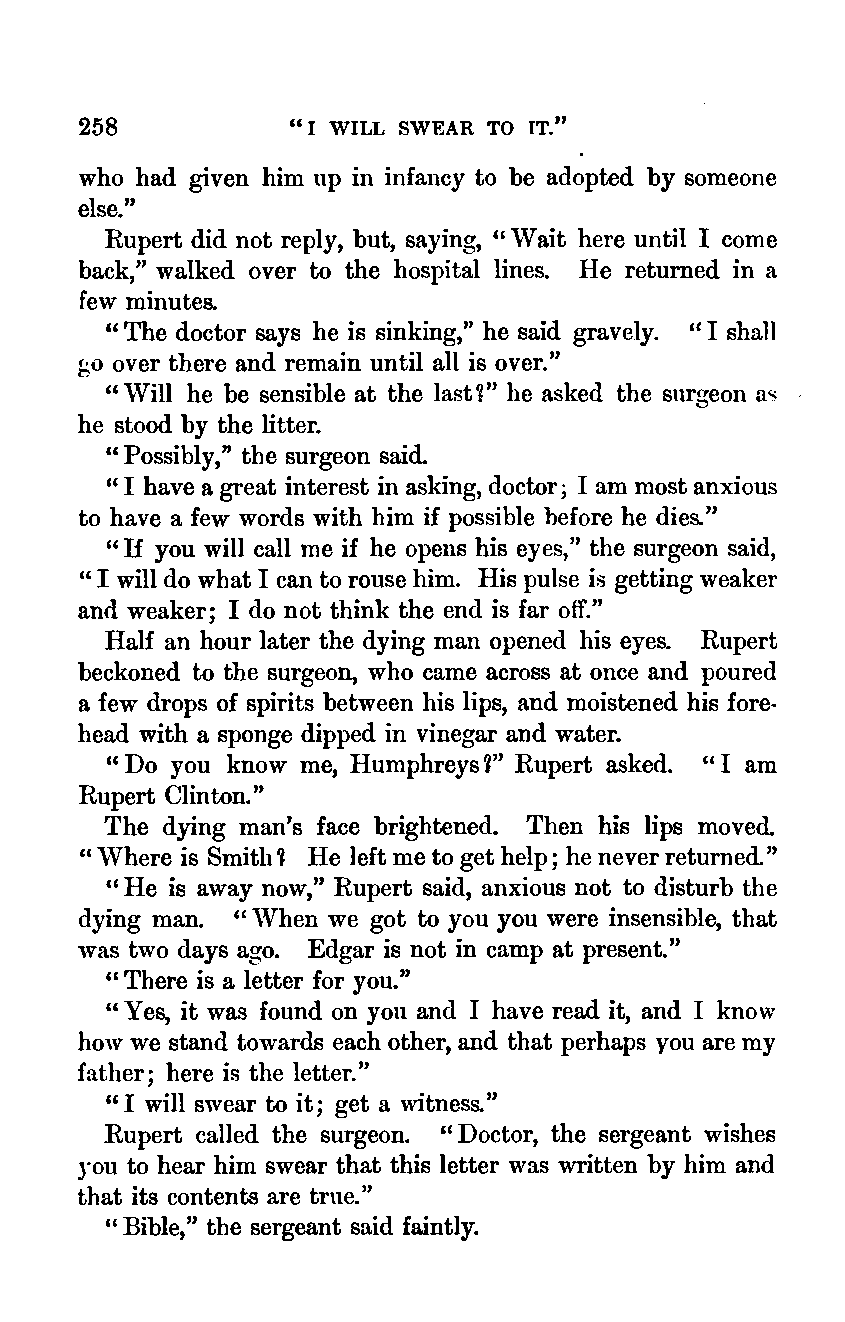 258 "I WILL SWEAR TO IT."
who had given him up in infancy to be adopted by someone
else."
Rupert did not reply, but, saying, "Wait here until I come
back," walked over to the hospital lines. He returned in a
few minutes.
"The doctor says he is sinking," he said gravely. "I shall
go over there and remain until all is over."
"Will he be sensible at the last?" he asked the surgeon as
he stood by the litter.
"Possibly," the surgeon said.
"I have a great interest in asking, doctor; I am most anxious
to have a few words with him if possible before he dies."
"If you will call me if he opens his eyes," the surgeon said,
"I will do what I can to rouse him. His pulse is getting weaker
and weaker; I do not think the end is far off."
Half an hour later the dying man opened his eyes. Rupert
beckoned to the surgeon, who came across at once and poured
a few drops of spirits between his lips, and moistened his fore-
head with a sponge dipped in vinegar and water.
"Do you know me, Humphreys?" Rupert asked. "I am
Rupert Clinton."
The dying man's face brightened. Then his lips moved.
"Where is Smith? He left me to get help; he never returned."
"He is away now," Rupert said, anxious not to disturb the
dying man. "When we got to you you were insensible, that
was two days ago. Edgar is not in camp at present."
"There is a letter for you."
"Yes, it was found on you and I have read it, and I know
how we stand towards each other, and that perhaps you are my
father; here is the letter."
"I will swear to it; get a witness."
Rupert called the surgeon. "Doctor, the sergeant wishes
you to hear him swear that this letter was written by him and
that its contents are true."
"Bible," the sergeant said faintly.